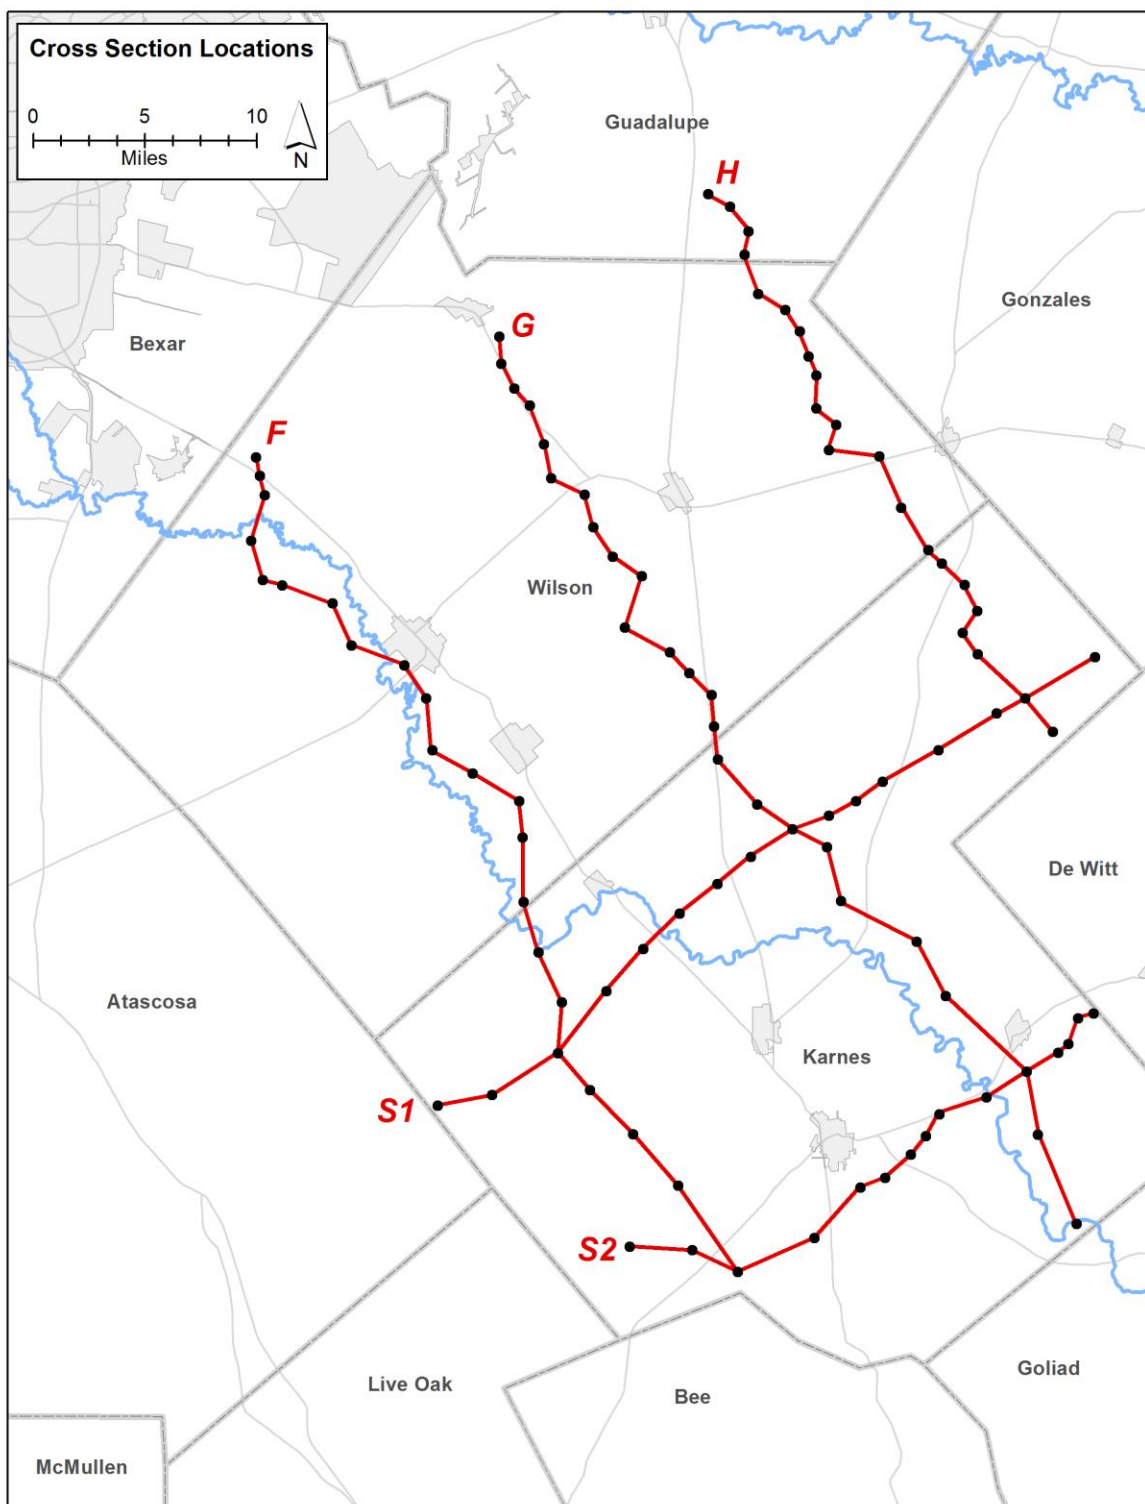 Cross Section Locations
0 5 10
Miles
N
Guadalupe
H
Gonzales
G
Bexar
F
Wilson
De Witt
Atascosa
Karnes
S1
S2
Goliad
Live Oak
Bee
McMullen